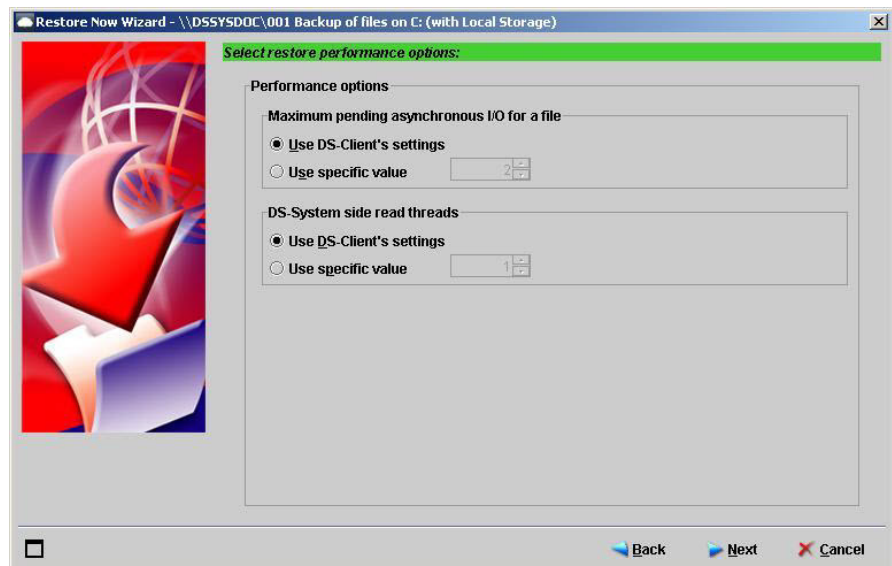 Restore Now Wizard - \\DSSYSDOC\001 Backup of files on C: (with Local Storage)
Select restore performance options:
Performance options
Maximum pending asynchronous I/O for a file
Use DS-Client's settings
Use specific value 2
DS-System side read threads
Use DS-Client's settings
Use specific value 1
Back Next Cancel